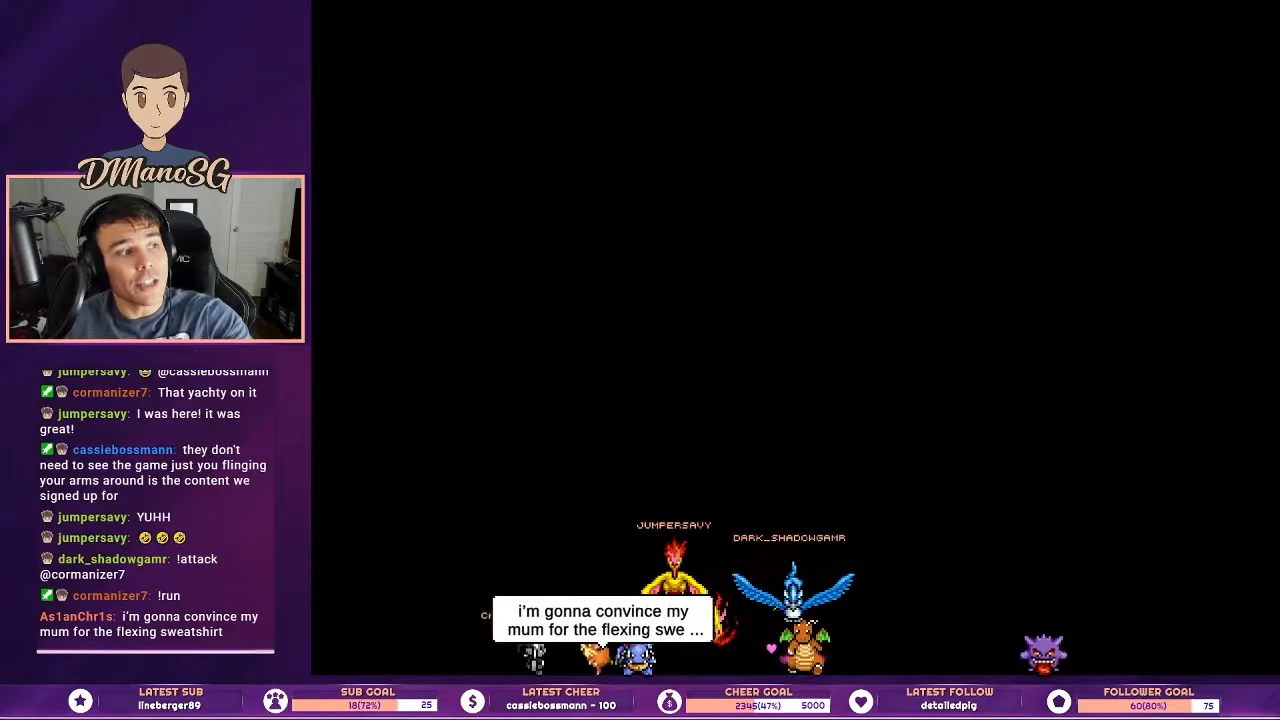 DManoSG
jumpersavy: @cassiebossmann
cormanizer7: That yachty on it
jumpersavy: I was here! it was
great!
cassiebossmann: they don't
need to see the game just you flinging
your arms around is the content we
signed up for
jumpersavy: YUHH
jumpersavy: 🤣 🤣 🤣
dark_shadowgamr: !attack
@cormanizer7
cormanizer7: !run
As1anChr1s: i'm gonna convince my
mum for the flexing sweatshirt
JUMPERSAVY
DARK_SHADOWGAMR
i'm gonna convince my
mum for the flexing swe ...
LATEST SUB
lineberger89
SUB GOAL
18(72%) 25
LATEST CHEER
cassiebossmann - 100
CHEER GOAL
2345(47%) 5000
LATEST FOLLOW
detailedpig
FOLLOWER GOAL
60(80%) 75